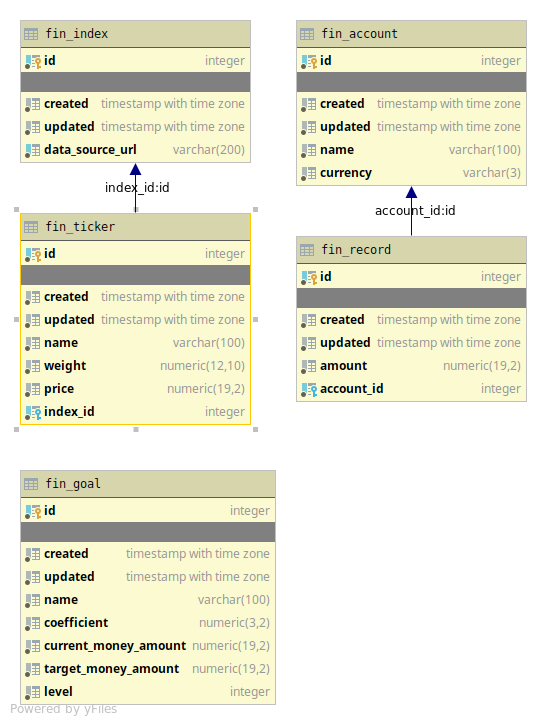 fin_index
id integer
created timestamp with time zone
updated timestamp with time zone
data_source_url varchar(200)
index_id:id
fin_ticker
id integer
created timestamp with time zone
updated timestamp with time zone
name varchar(100)
weight numeric(12,10)
price numeric(19,2)
index_id integer
fin_account
id integer
created timestamp with time zone
updated timestamp with time zone
name varchar(100)
currency varchar(3)
account_id:id
fin_record
id integer
created timestamp with time zone
updated timestamp with time zone
amount numeric(19,2)
account_id integer
fin_goal
id integer
created timestamp with time zone
updated timestamp with time zone
name varchar(100)
coefficient numeric(3,2)
current_money_amount numeric(19,2)
target_money_amount numeric(19,2)
level integer
Powered by yFiles